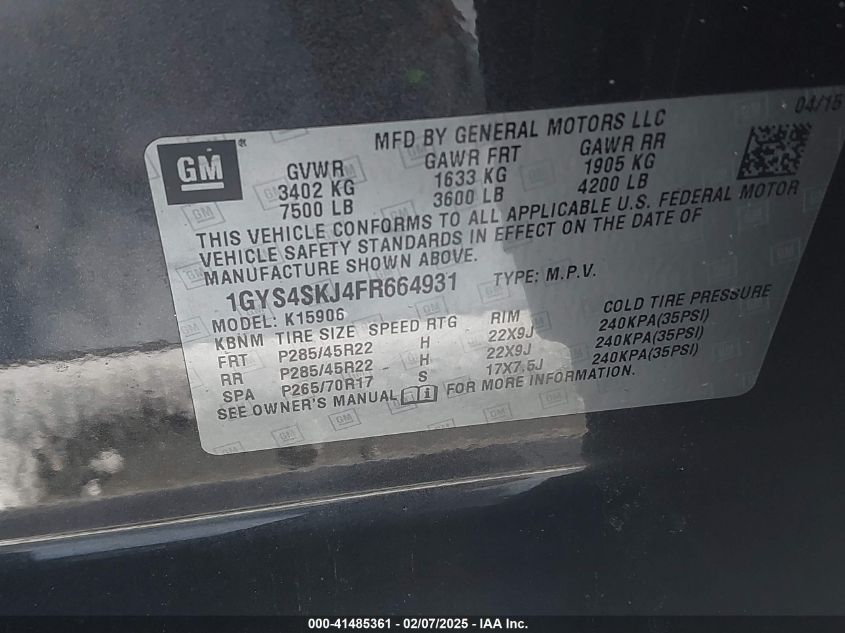 04/15
MFD BY GENERAL MOTORS LLC
GM
GVWR GAWR FRT GAWR RR
3402 KG 1633 KG 1905 KG
7500 LB 3600 LB 4200 LB
THIS VEHICLE CONFORMS TO ALL APPLICABLE U.S. FEDERAL MOTOR
VEHICLE SAFETY STANDARDS IN EFFECT ON THE DATE OF
MANUFACTURE SHOWN ABOVE.
1GYS4SKJ4FR664931 TYPE: M.P.V.
MODEL: K15906
KBNM TIRE SIZE SPEED RTG RIM COLD TIRE PRESSURE
FRT P285/45R22 H 22X9J 240KPA(35PSI)
RR P285/45R22 H 22X9J 240KPA(35PSI)
SPA P265/70R17 S 17X7.5J 240KPA(35PSI)
SEE OWNER'S MANUAL FOR MORE INFORMATION.
000-41485361 - 02/07/2025 - IAA Inc.